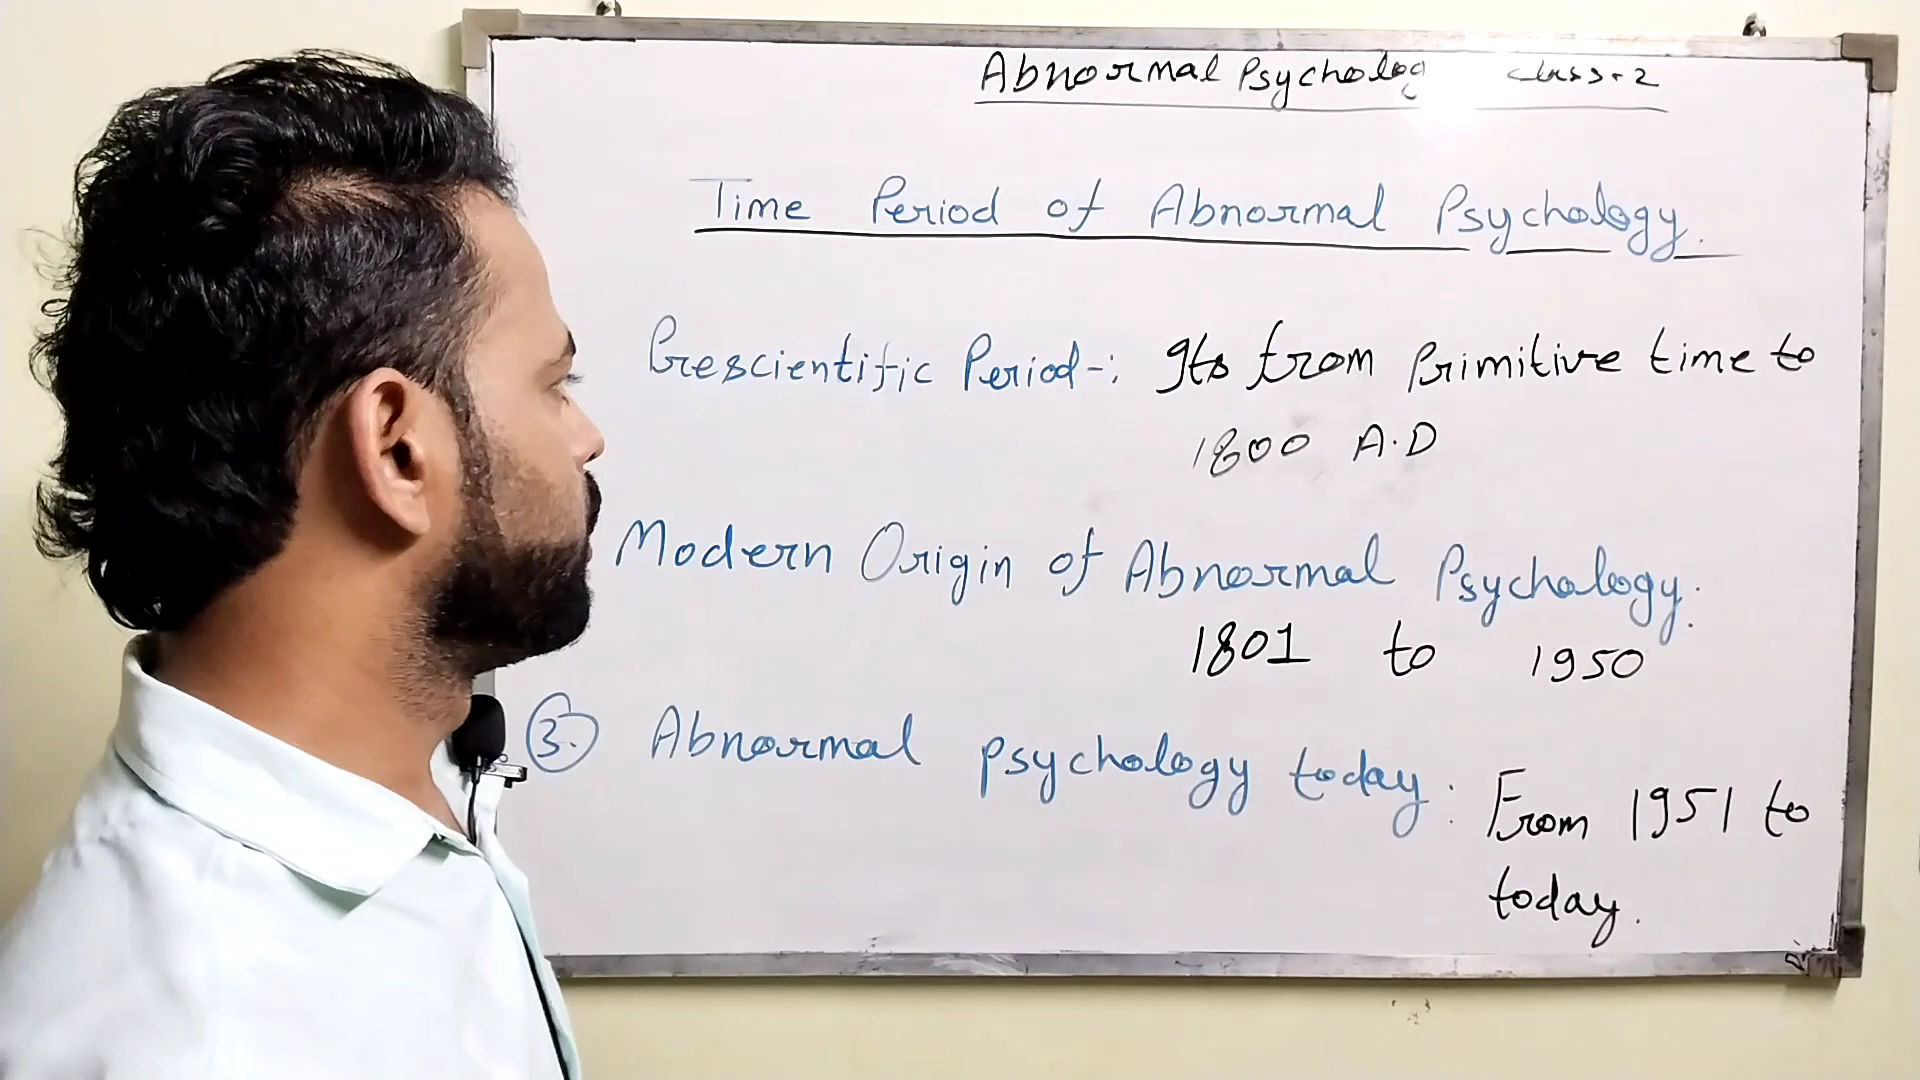 Abnormal Psycholog class-2
Time Period of Abnormal Psychology.
Prescientific Period-: Its from Primitive time to
1800 A.D
Modern Origin of Abnormal Psychology.
1801 to 1950
3. Abnormal psychology today: From 1951 to
today.